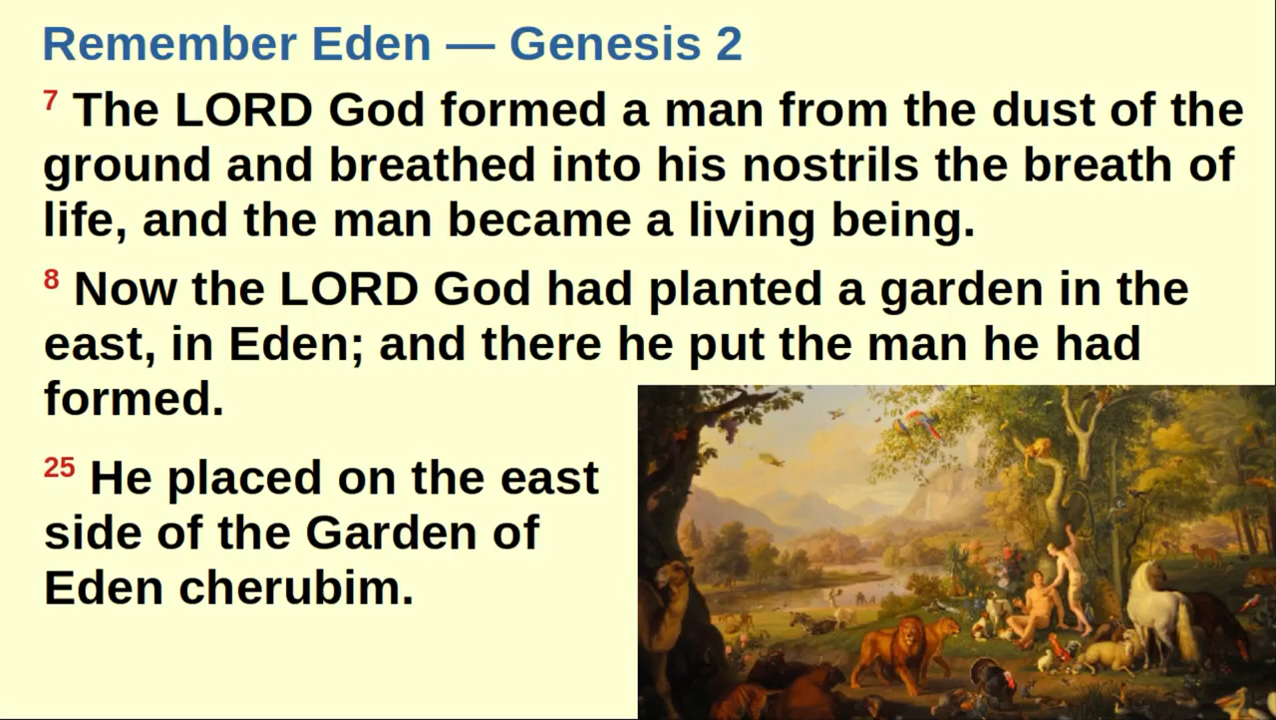 Remember Eden — Genesis 2
7 The LORD God formed a man from the dust of the
ground and breathed into his nostrils the breath of
life, and the man became a living being.
8 Now the LORD God had planted a garden in the
east, in Eden; and there he put the man he had
formed.
25 He placed on the east
side of the Garden of
Eden cherubim.